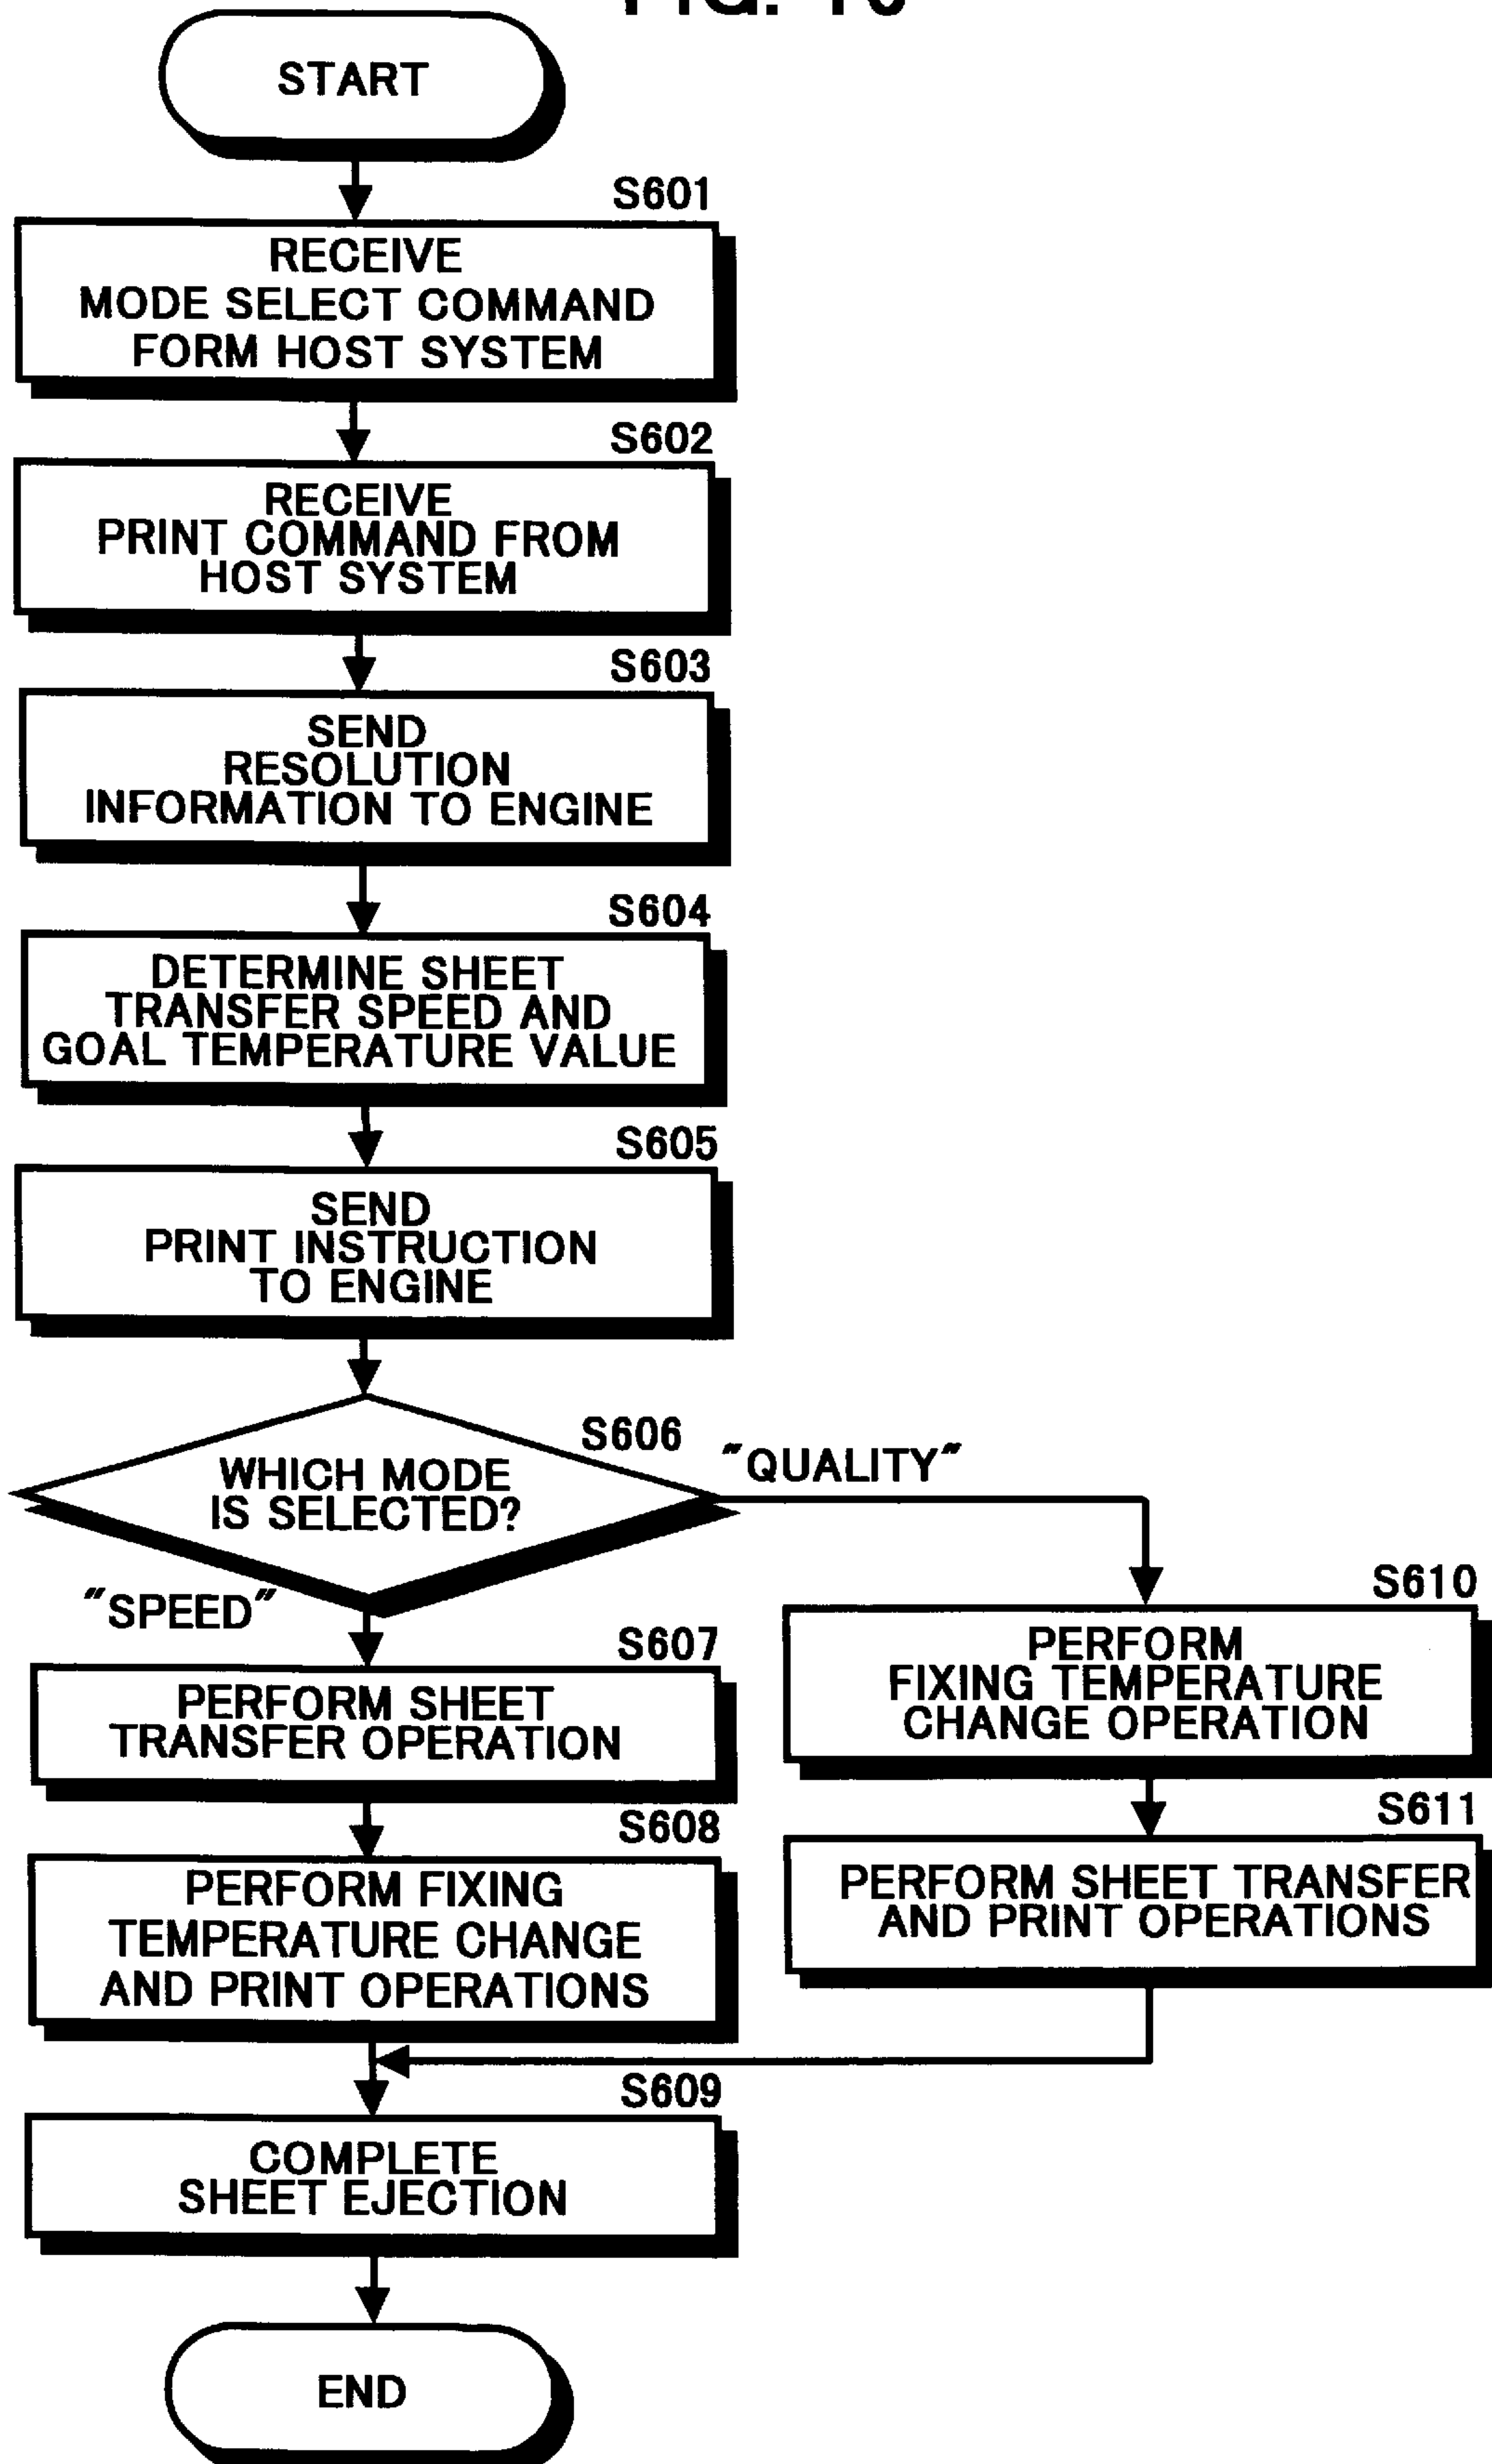 START
S601
RECEIVE
MODE SELECT COMMAND
FORM HOST SYSTEM
S602
RECEIVE
PRINT COMMAND FROM
HOST SYSTEM
S603
SEND
RESOLUTION
INFORMATION TO ENGINE
S604
DETERMINE SHEET
TRANSFER SPEED AND
GOAL TEMPERATURE VALUE
S605
SEND
PRINT INSTRUCTION
TO ENGINE
S606
WHICH MODE
IS SELECTED?
"QUALITY"
"SPEED"
S607
PERFORM SHEET
TRANSFER OPERATION
S608
PERFORM FIXING
TEMPERATURE CHANGE
AND PRINT OPERATIONS
S610
PERFORM
FIXING TEMPERATURE
CHANGE OPERATION
S611
PERFORM SHEET TRANSFER
AND PRINT OPERATIONS
S609
COMPLETE
SHEET EJECTION
END